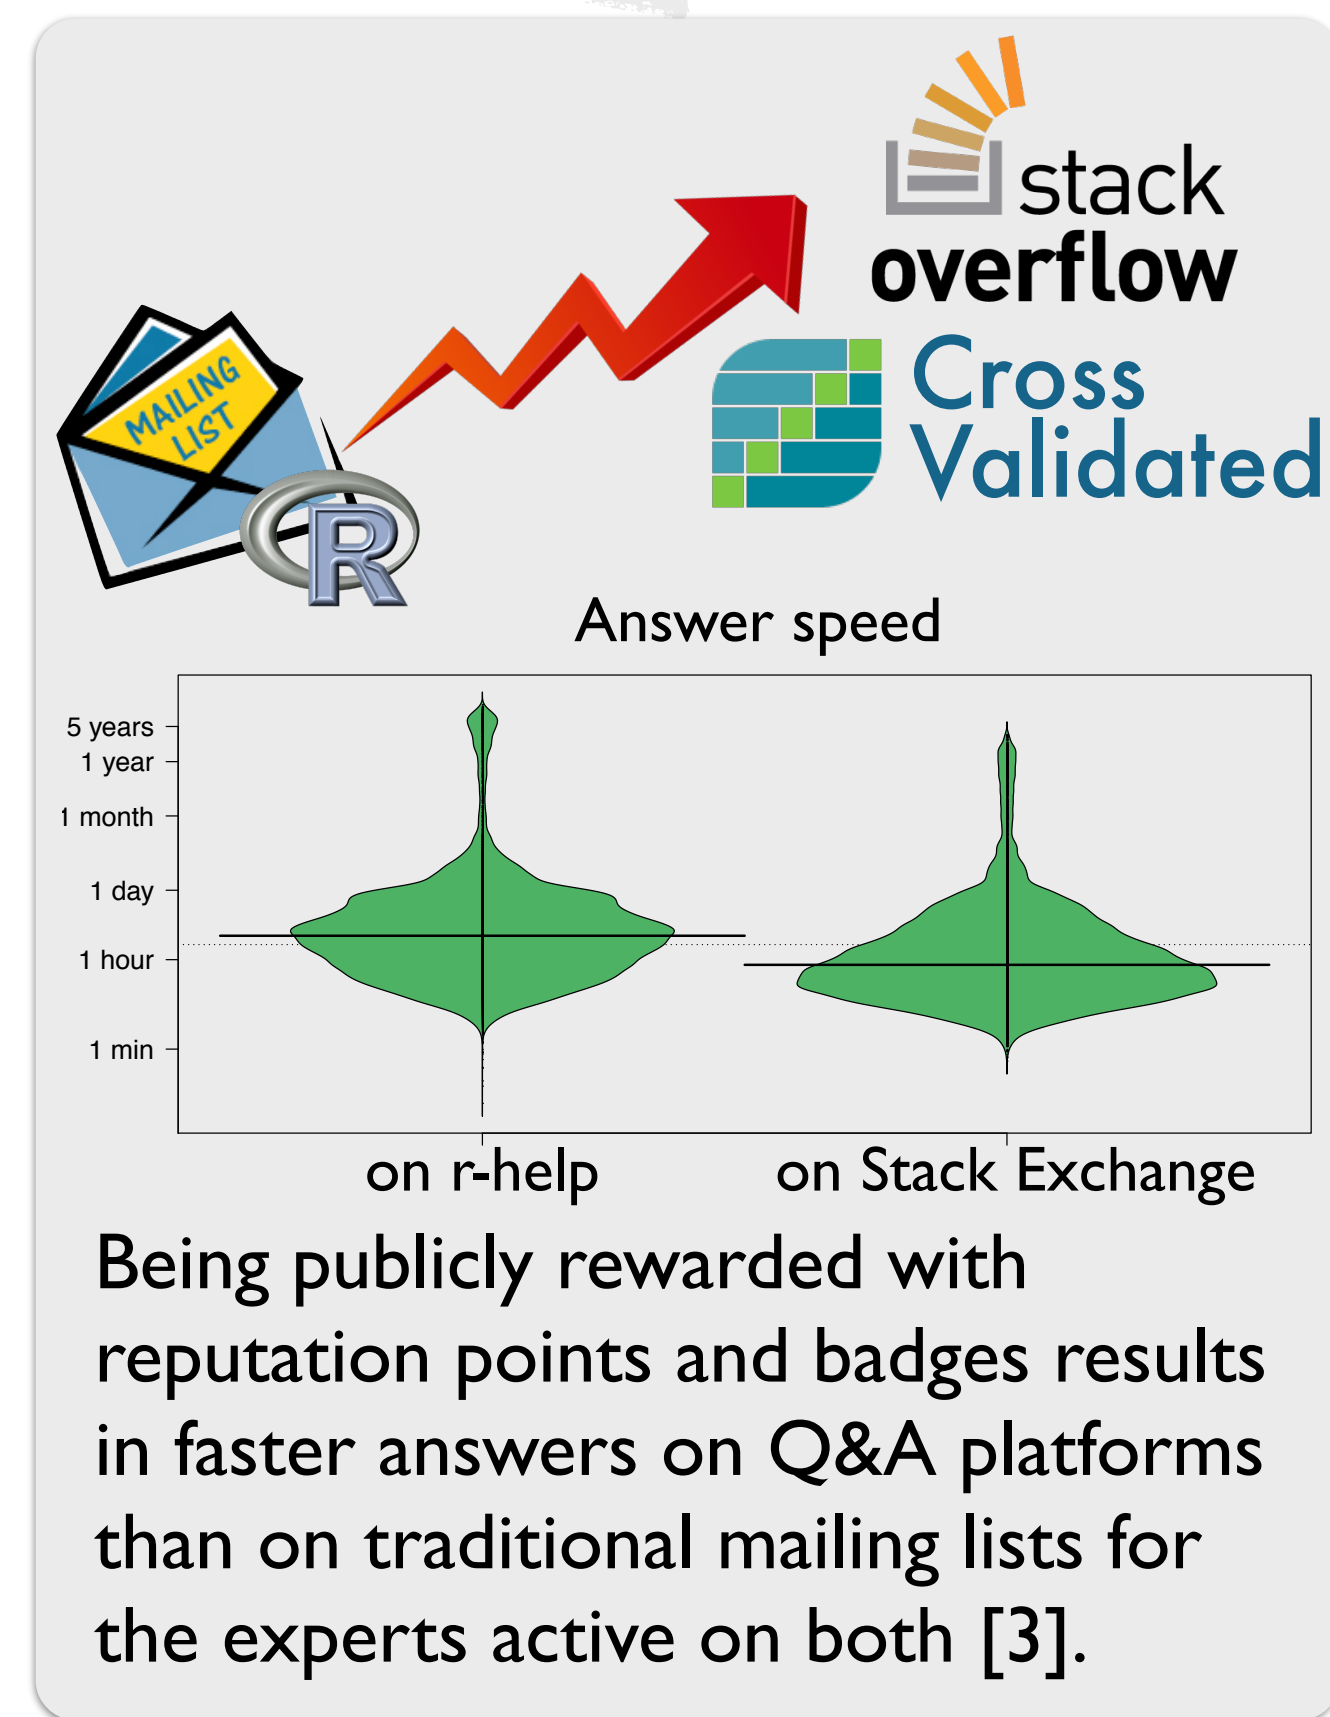 stack
overflow
MAILING
LIST
Cross
Validated
R
Answer speed
5 years
1 year
1 month
1 day
1 hour
1 min
on r-help
on Stack Exchange
Being publicly rewarded with
reputation points and badges results
in faster answers on Q&A platforms
than on traditional mailing lists for
the experts active on both [3].